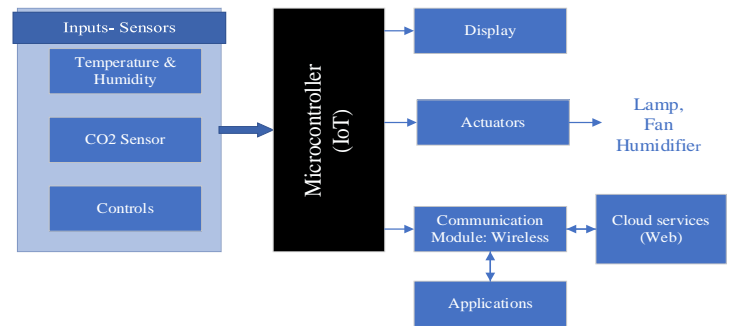 Inputs- Sensors
Temperature &
Humidity
CO2 Sensor
Controls
Microcontroller
(IoT)
Display
Actuators
Lamp,
Fan
Humidifier
Communication
Module: Wireless
Cloud services
(Web)
Applications